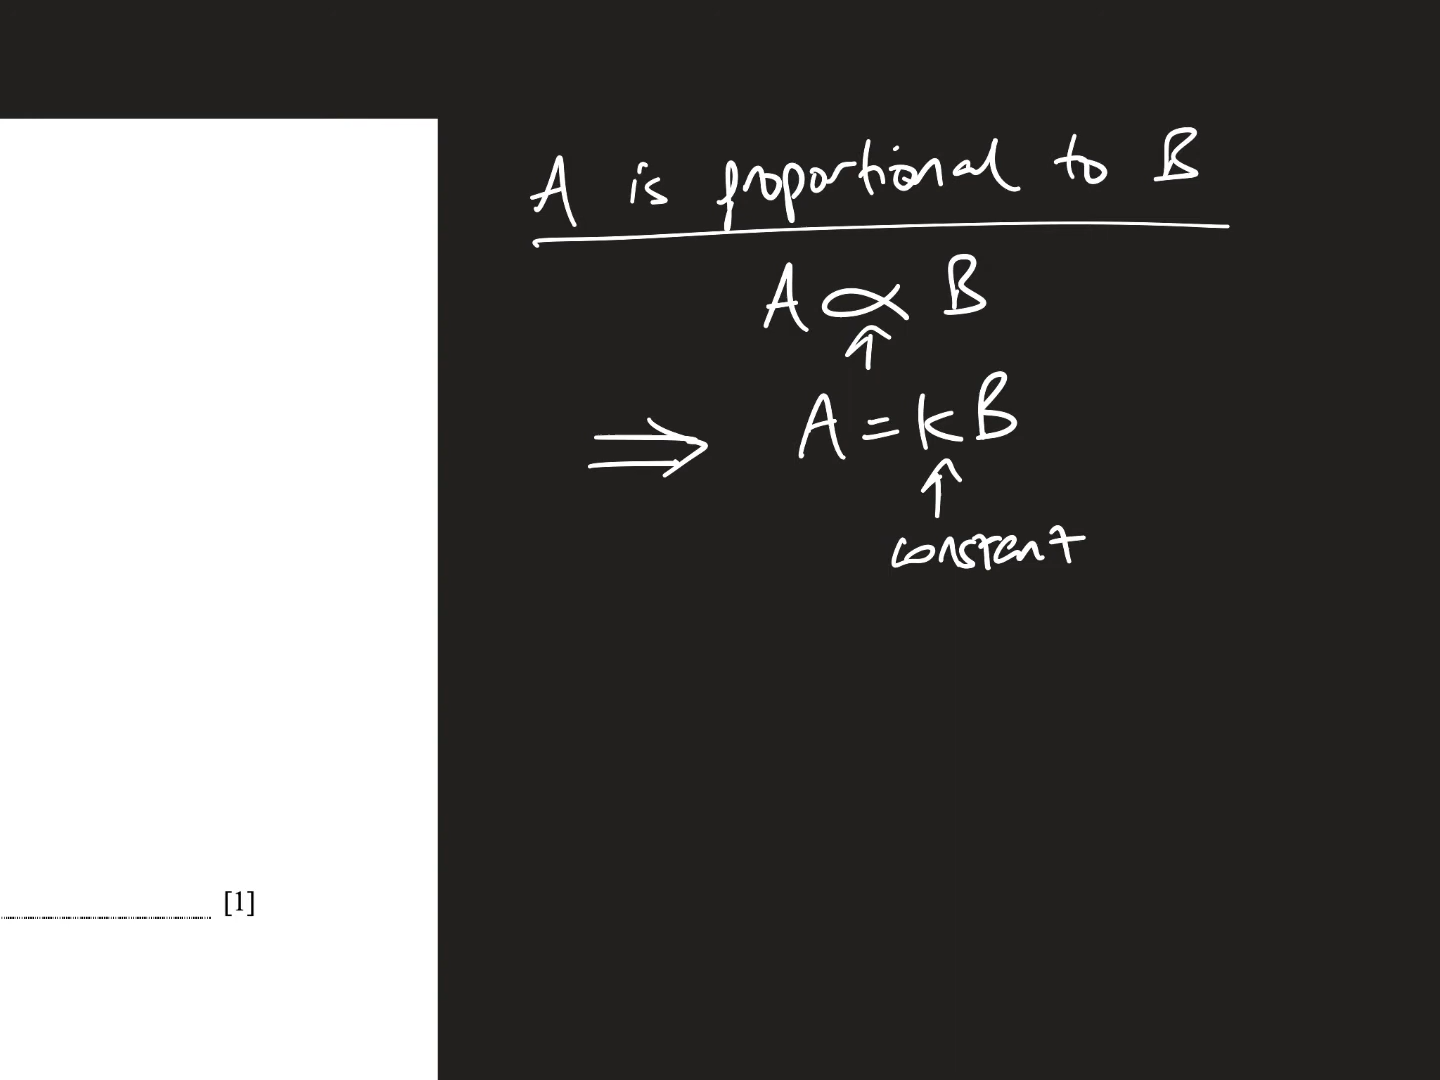 A is proportional to B
A ∝ B
↑
⇒ A = kB
↑
constant
[1]